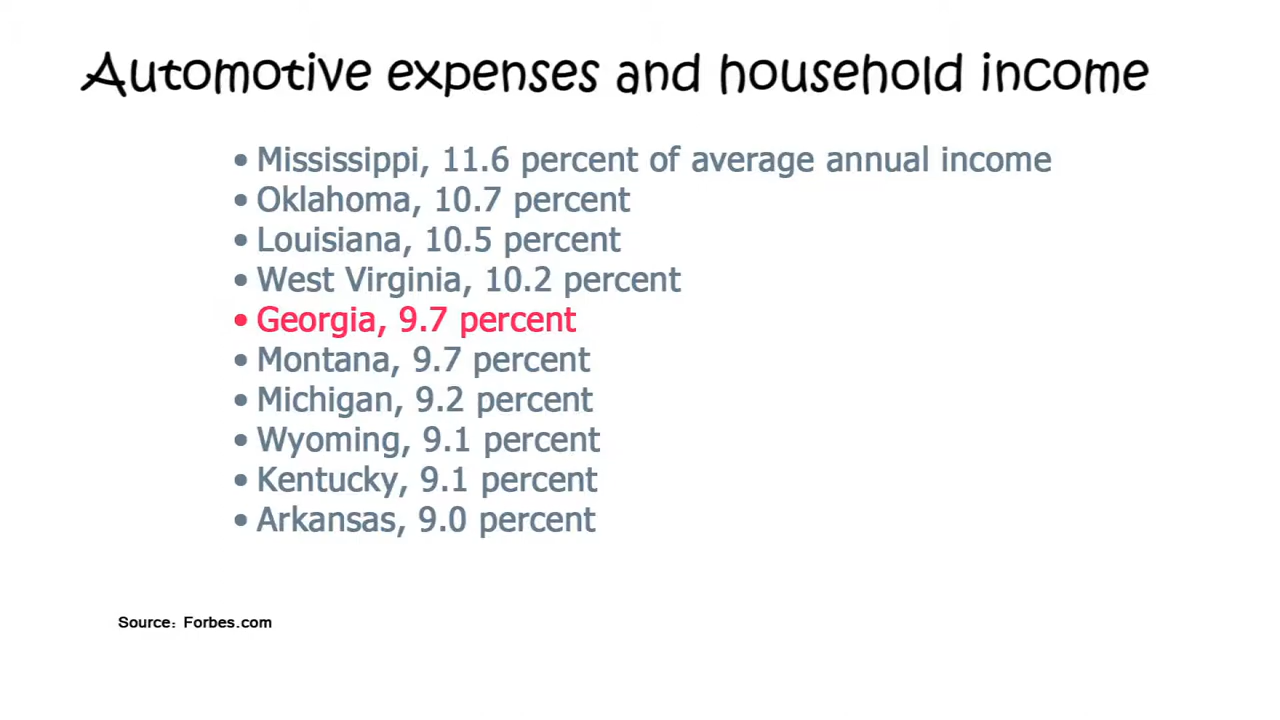 Automotive expenses and household income
• Mississippi, 11.6 percent of average annual income
• Oklahoma, 10.7 percent
• Louisiana, 10.5 percent
• West Virginia, 10.2 percent
• Georgia, 9.7 percent
• Montana, 9.7 percent
• Michigan, 9.2 percent
• Wyoming, 9.1 percent
• Kentucky, 9.1 percent
• Arkansas, 9.0 percent
Source: Forbes.com